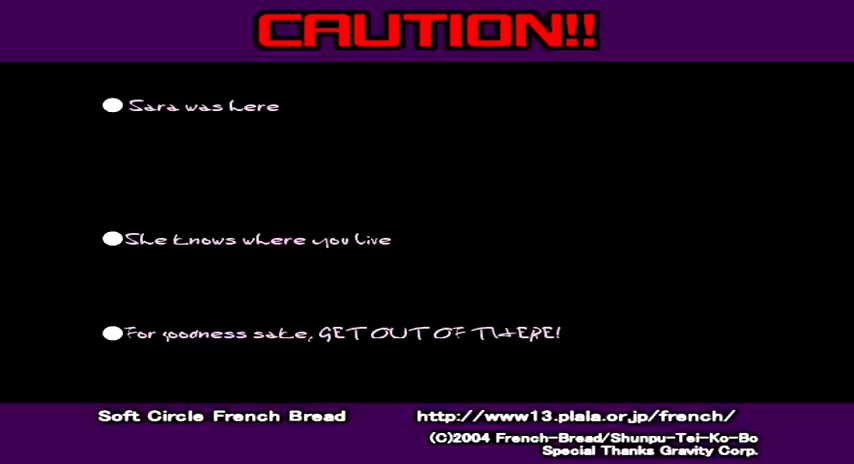 CAUTION!!
● Sara was here
● She knows where you live
● For goodness sake, GET OUT OF THERE!
Soft Circle French Bread http://www13.plala.or.jp/french/
(C)2004 French-Bread/Shunpu-Tei-Ko-Bo
Special Thanks Gravity Corp.